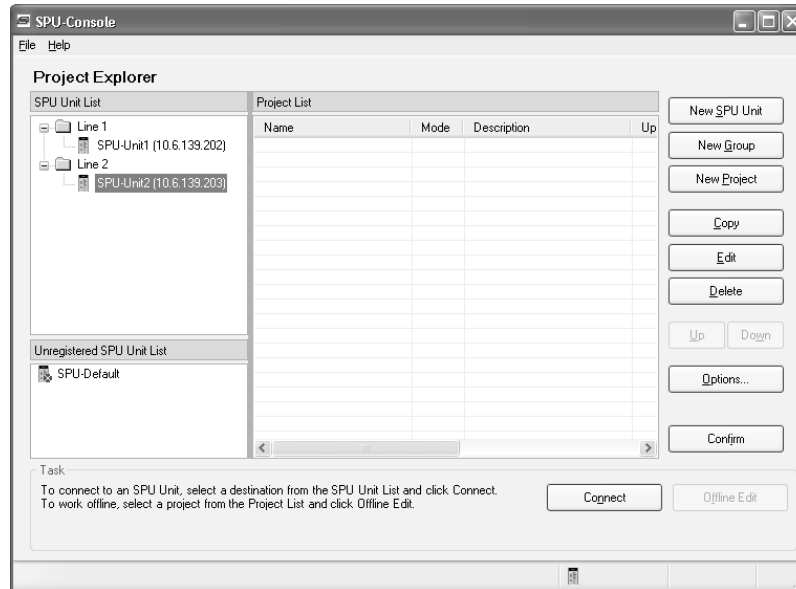 SPU-Console
File Help
Project Explorer
SPU Unit List
Project List
New SPU Unit
Line 1
SPU-Unit1 (10.6.139.202)
Line 2
SPU-Unit2 (10.6.139.203)
Name Mode Description Up
New Group
New Project
Copy
Edit
Delete
Up Down
Unregistered SPU Unit List
SPU-Default
Options...
Confirm
Task
To connect to an SPU Unit, select a destination from the SPU Unit List and click Connect.
To work offline, select a project from the Project List and click Offline Edit.
Connect
Offline Edit